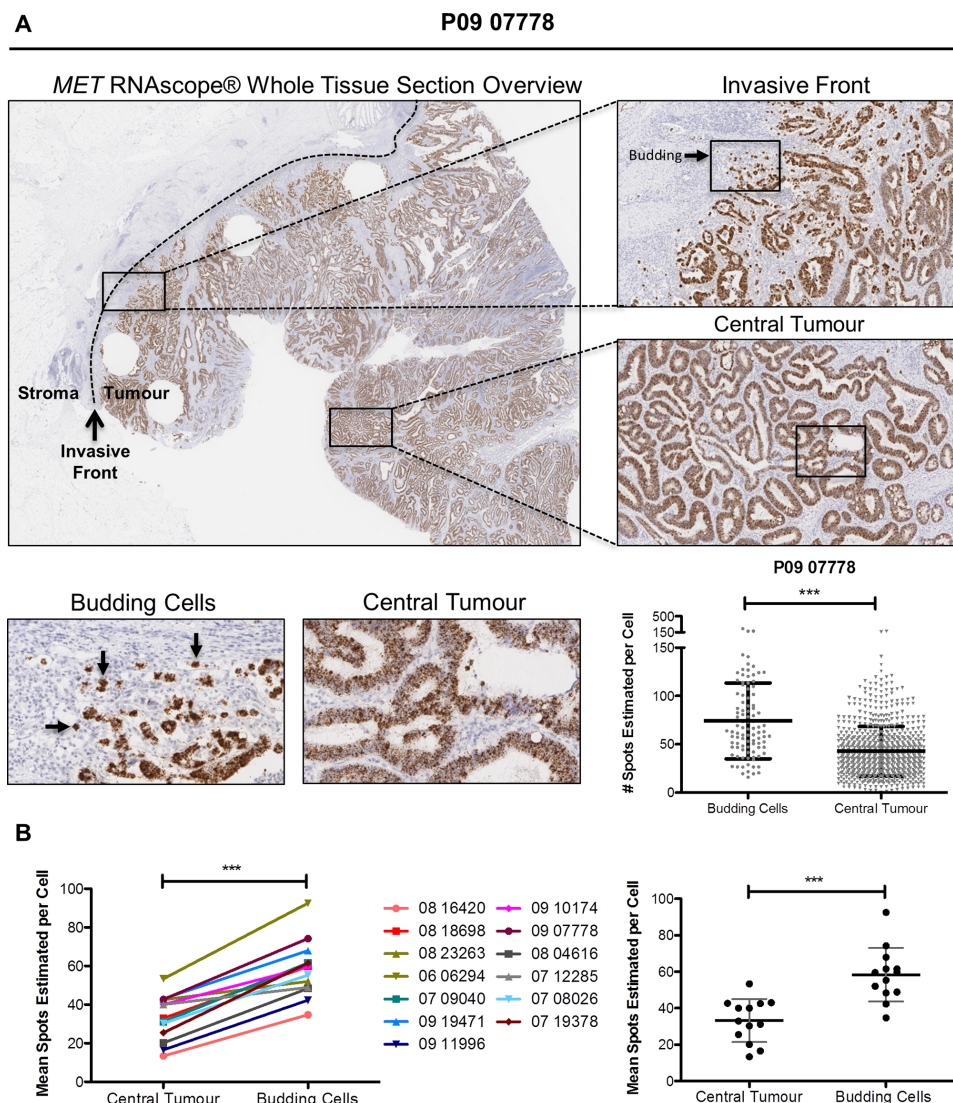 A
P09 07778
MET RNAscope® Whole Tissue Section Overview
Invasive Front
Budding
Stroma Tumour
Invasive
Front
Central Tumour
Budding Cells
Central Tumour
P09 07778
***
# Spots Estimated per Cell
500
150
150
100
50
0
Budding Cells
Central Tumour
B
Mean Spots Estimated per Cell
100
80
60
40
20
0
***
Central Tumour
Budding Cells
08 16420
08 18698
08 23263
06 06294
07 09040
09 19471
09 11996
09 10174
09 07778
08 04616
07 12285
07 08026
07 19378
Mean Spots Estimated per Cell
100
80
60
40
20
0
***
Central Tumour
Budding Cells